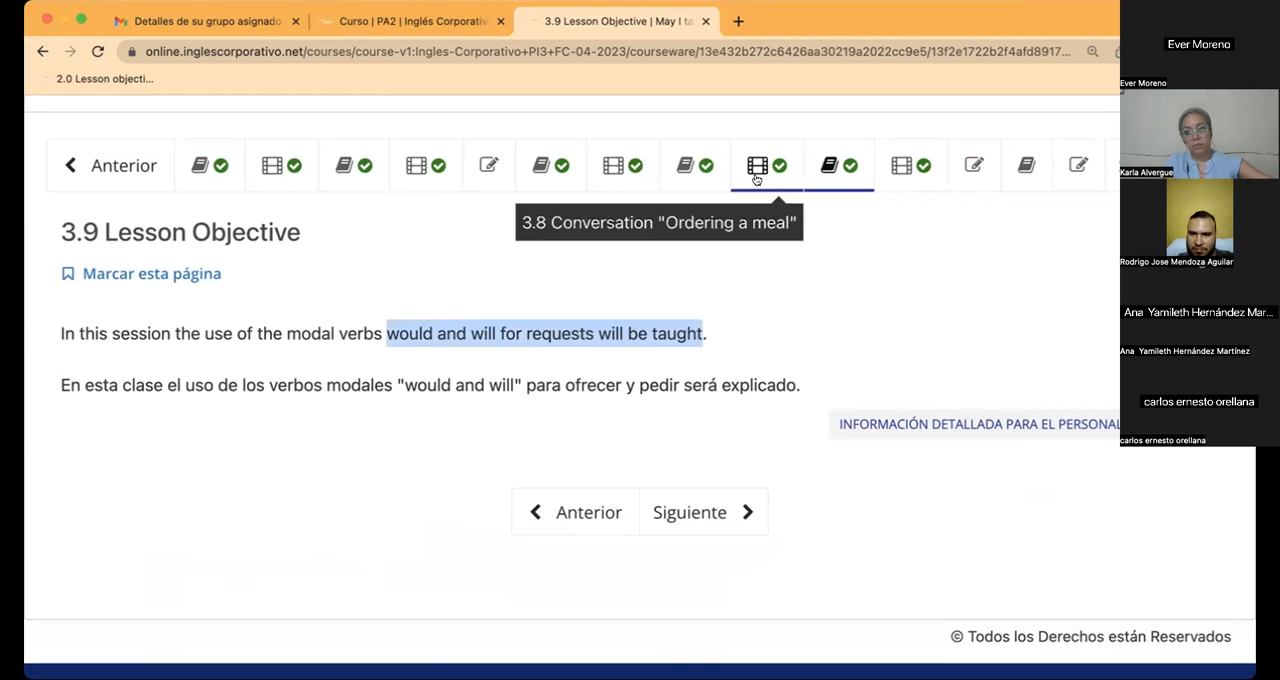 Detalles de su grupo asignado
Curso | PA2 | Inglés Corporativ
3.9 Lesson Objective | May I ta
online.inglescorporativo.net/courses/course-v1:Ingles-Corporativo+PI3+FC-04-2023/courseware/13e432b272c6426aa30219a2022cc9e5/13f2e1722b2f4afd8917...
2.0 Lesson objecti...
Anterior
3.8 Conversation "Ordering a meal"
3.9 Lesson Objective
Marcar esta página
In this session the use of the modal verbs would and will for requests will be taught.
En esta clase el uso de los verbos modales "would and will" para ofrecer y pedir será explicado.
INFORMACIÓN DETALLADA PARA EL PERSONAL
Anterior
Siguiente
© Todos los Derechos están Reservados
Ever Moreno
Ever Moreno
Karla Alvergue
Rodrigo Jose Mendoza Aguilar
Ana Yamileth Hernández Mar...
Ana Yamileth Hernández Martínez
carlos ernesto orellana
carlos ernesto orellana